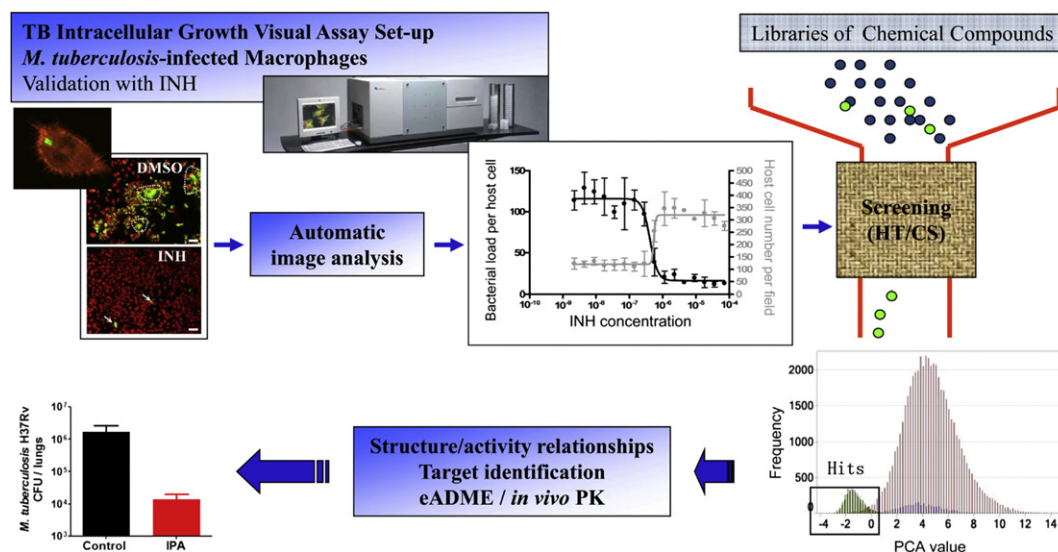 TB Intracellular Growth Visual Assay Set-up
M. tuberculosis-infected Macrophages
Validation with INH
Libraries of Chemical Compounds
DMSO
INH
Automatic
image analysis
Bacterial load per host cell
150
100
50
0
Host cell number per field
500
450
400
350
300
250
200
150
100
50
0
10-10
10-9
10-8
10-7
10-6
10-5
10-4
INH concentration
Screening
(HT/CS)
M. tuberculosis H37Rv
CFU / lungs
107
106
105
104
103
Control
IPA
Structure/activity relationships
Target identification
eADME / in vivo PK
Frequency
2000
1500
1000
500
0
Hits
-4 -2 0 2 4 6 8 10 12 14
PCA value